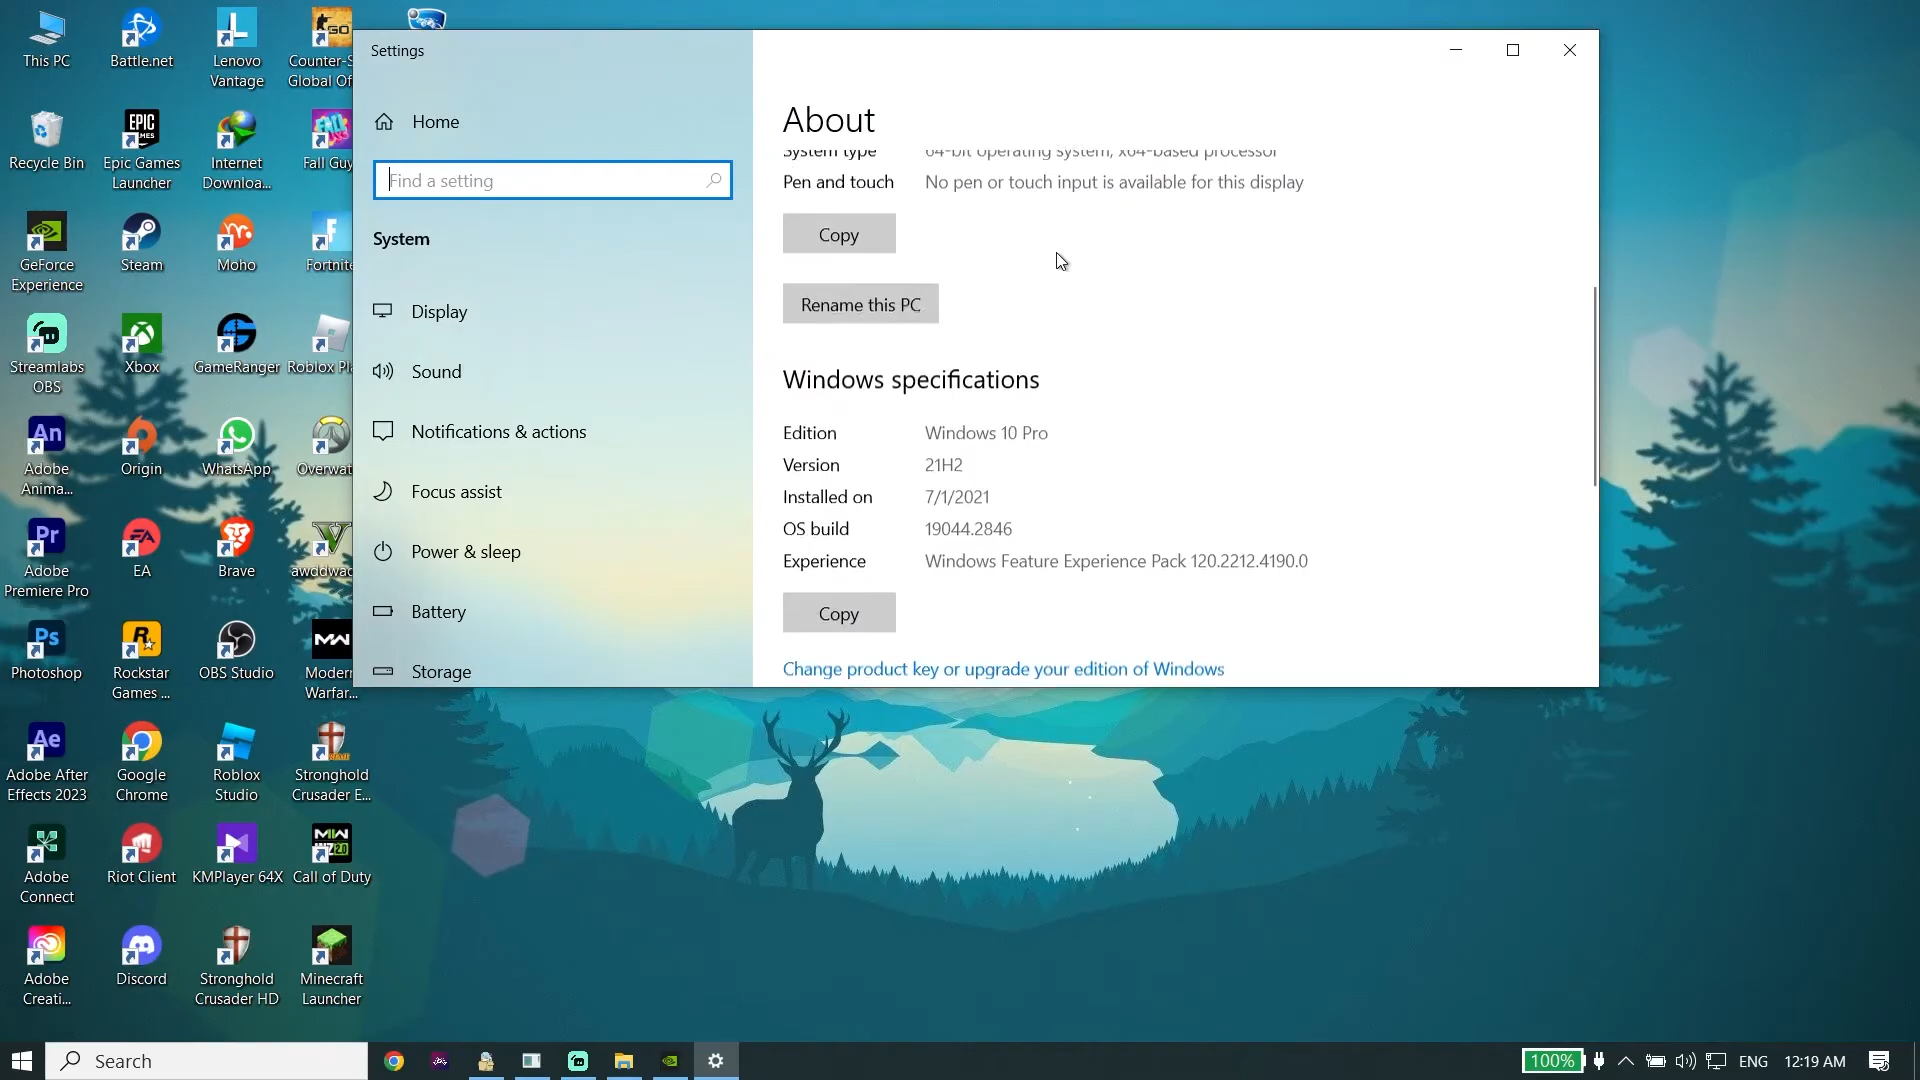 This PC
Battle.net
Lenovo
Vantage
Counter-S
Global Of
Recycle Bin
Epic Games
Launcher
Internet
Downloa...
Fall Guy
GeForce
Experience
Steam
Moho
Fortnite
Streamlabs
OBS
Xbox
GameRanger
Roblox Pl
Adobe
Anima...
Origin
WhatsApp
Overwat
Adobe
Premiere Pro
EA
Brave
awddwad
Photoshop
Rockstar
Games ...
OBS Studio
Modern
Warfar...
Adobe After
Effects 2023
Google
Chrome
Roblox
Studio
Stronghold
Crusader E...
Adobe
Connect
Riot Client
KMPlayer 64X
Call of Duty
Adobe
Creati...
Discord
Stronghold
Crusader HD
Minecraft
Launcher
Settings
Home
Find a setting
System
Display
Sound
Notifications & actions
Focus assist
Power & sleep
Battery
Storage
About
System type 64-bit operating system, x64-based processor
Pen and touch No pen or touch input is available for this display
Copy
Rename this PC
Windows specifications
Edition Windows 10 Pro
Version 21H2
Installed on 7/1/2021
OS build 19044.2846
Experience Windows Feature Experience Pack 120.2212.4190.0
Copy
Change product key or upgrade your edition of Windows
Search
100%
ENG
12:19 AM